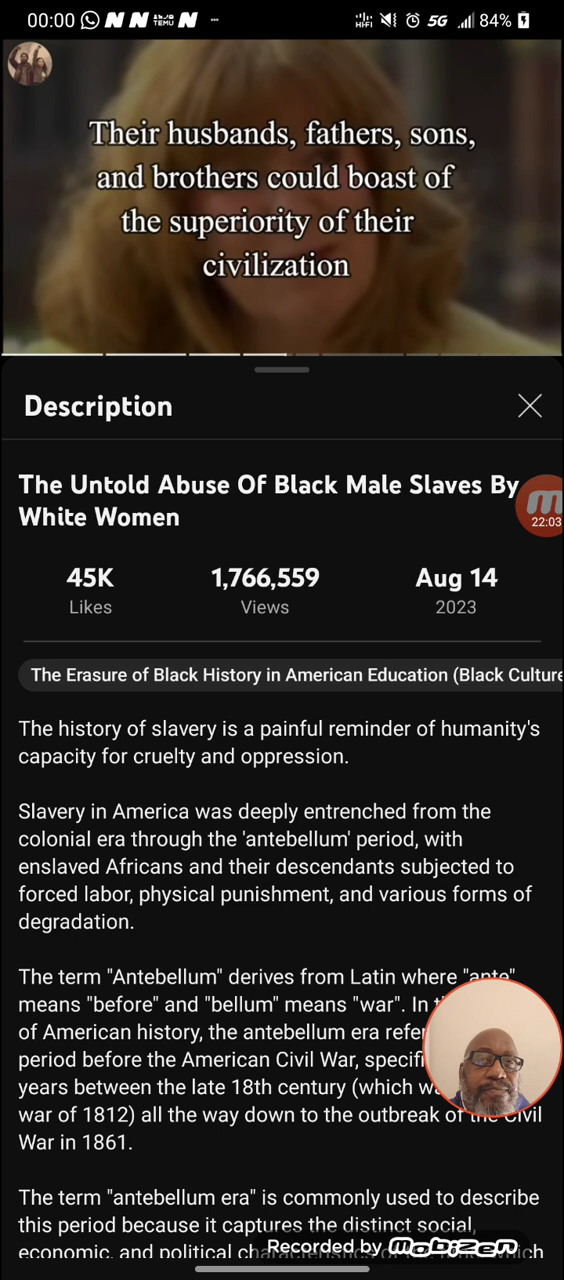 00:00 TEMU HiFi 5G 84%
Their husbands, fathers, sons,
and brothers could boast of
the superiority of their
civilization
Description
The Untold Abuse Of Black Male Slaves By
White Women
22:03
45K 1,766,559 Aug 14
Likes Views 2023
The Erasure of Black History in American Education (Black Culture
The history of slavery is a painful reminder of humanity's
capacity for cruelty and oppression.
Slavery in America was deeply entrenched from the
colonial era through the 'antebellum' period, with
enslaved Africans and their descendants subjected to
forced labor, physical punishment, and various forms of
degradation.
The term "Antebellum" derives from Latin where "ante"
means "before" and "bellum" means "war". In
of American history, the antebellum era
period before the American Civil War,
years between the late 18th century (which
war of 1812) all the way down to the outbreak of the Civil
War in 1861.
The term "antebellum era" is commonly used to describe
this period because it captures the distinct social,
economic, and political
Recorded by Mobizen